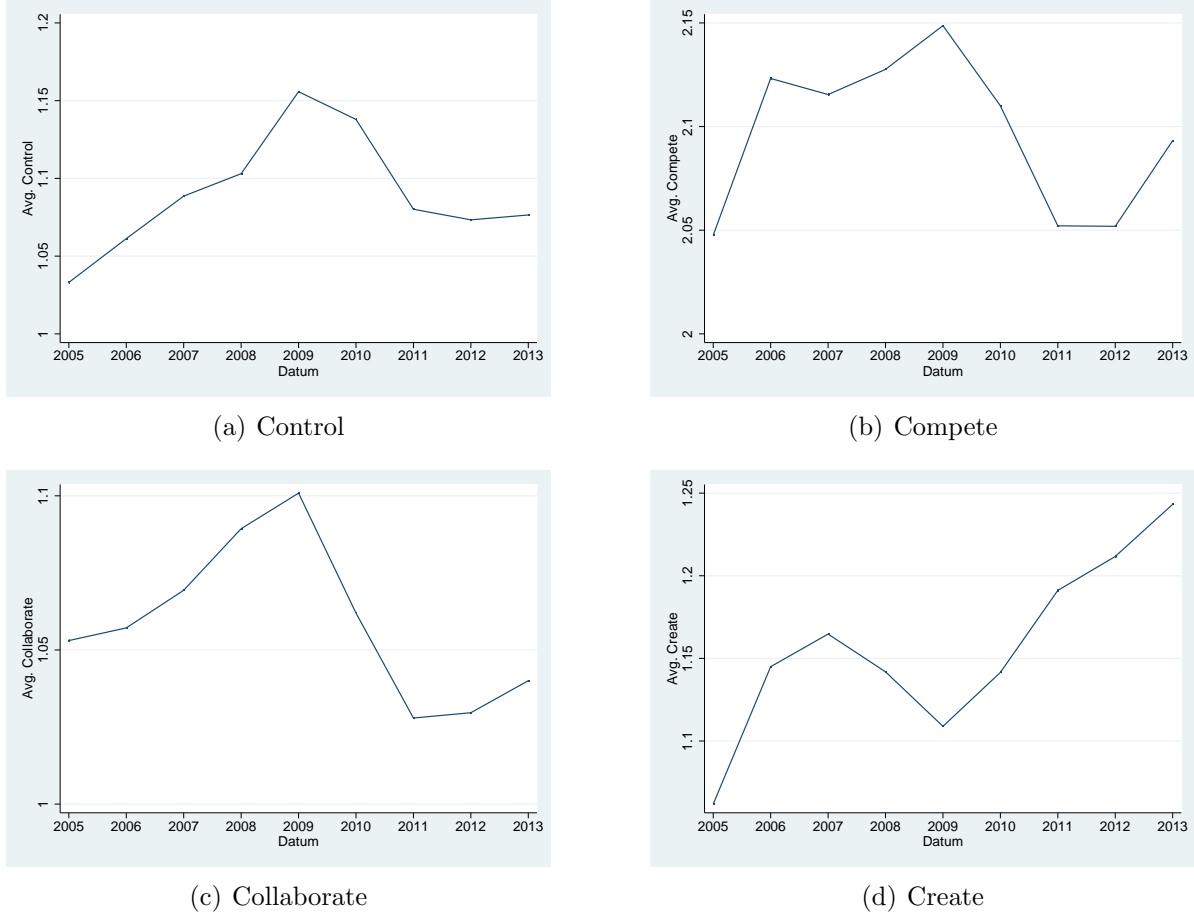 Avg. Control
1 1.05 1.1 1.15 1.2
2005 2006 2007 2008 2009 2010 2011 2012 2013
Datum
(a) Control
Avg. Compete
2 2.05 2.1 2.15
2005 2006 2007 2008 2009 2010 2011 2012 2013
Datum
(b) Compete
Avg. Collaborate
1 1.05 1.1
2005 2006 2007 2008 2009 2010 2011 2012 2013
Datum
(c) Collaborate
Avg. Create
1.1 1.15 1.2 1.25
2005 2006 2007 2008 2009 2010 2011 2012 2013
Datum
(d) Create